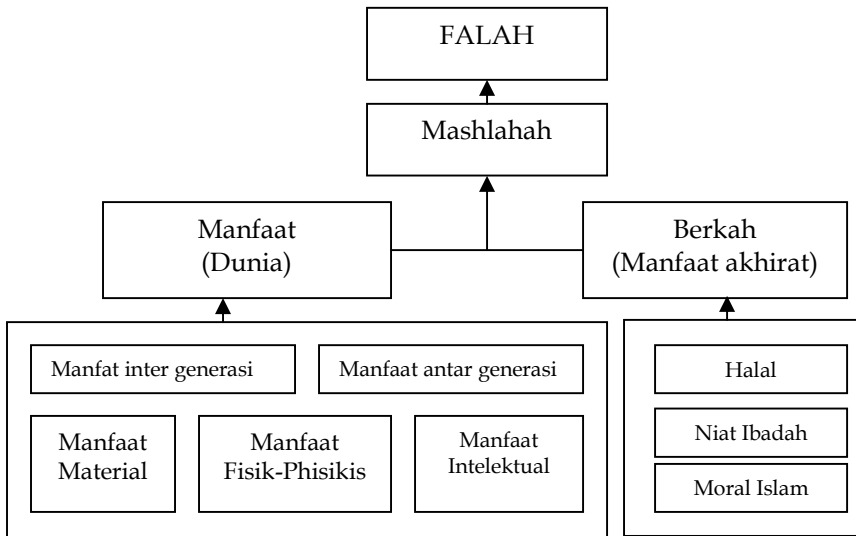 FALAH
Mashlahah
Manfaat
(Dunia)
Berkah
(Manfaat akhirat)
Manfat inter generasi
Manfaat antar generasi
Manfaat
Material
Manfaat
Fisik-Phisikis
Manfaat
Intelektual
Halal
Niat Ibadah
Moral Islam